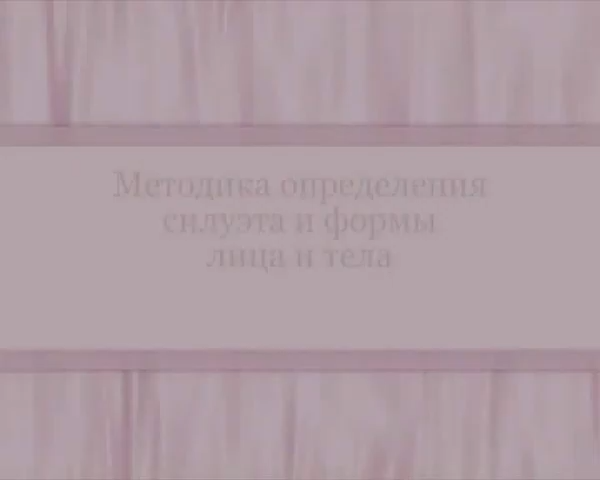 Методика определения
силуэта и формы
лица и тела